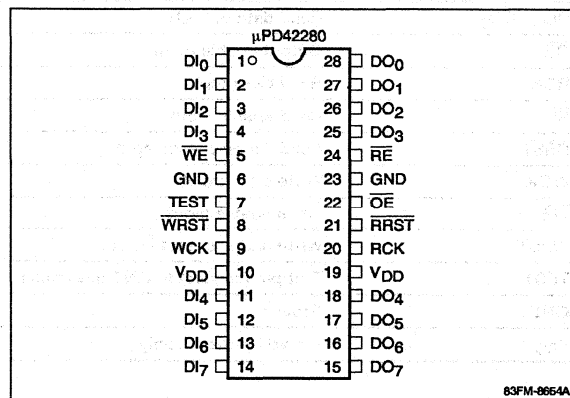 μPD42280
DI0 1 28 DO0
DI1 2 27 DO1
DI2 3 26 DO2
DI3 4 25 DO3
WE 5 24 RE
GND 6 23 GND
TEST 7 22 OE
WRST 8 21 RRST
WCK 9 20 RCK
VDD 10 19 VDD
DI4 11 18 DO4
DI5 12 17 DO5
DI6 13 16 DO6
DI7 14 15 DO7
83FM-8654A